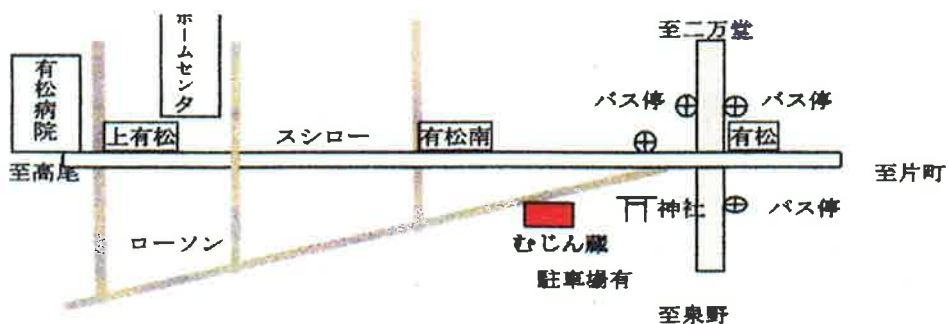 ホームセンタ
至二万堂
有松病院
バス停
バス停
上有松
スシロー
有松南
有松
至高尾
至片町
神社
バス停
ローソン
むじん蔵
駐車場有
至泉野